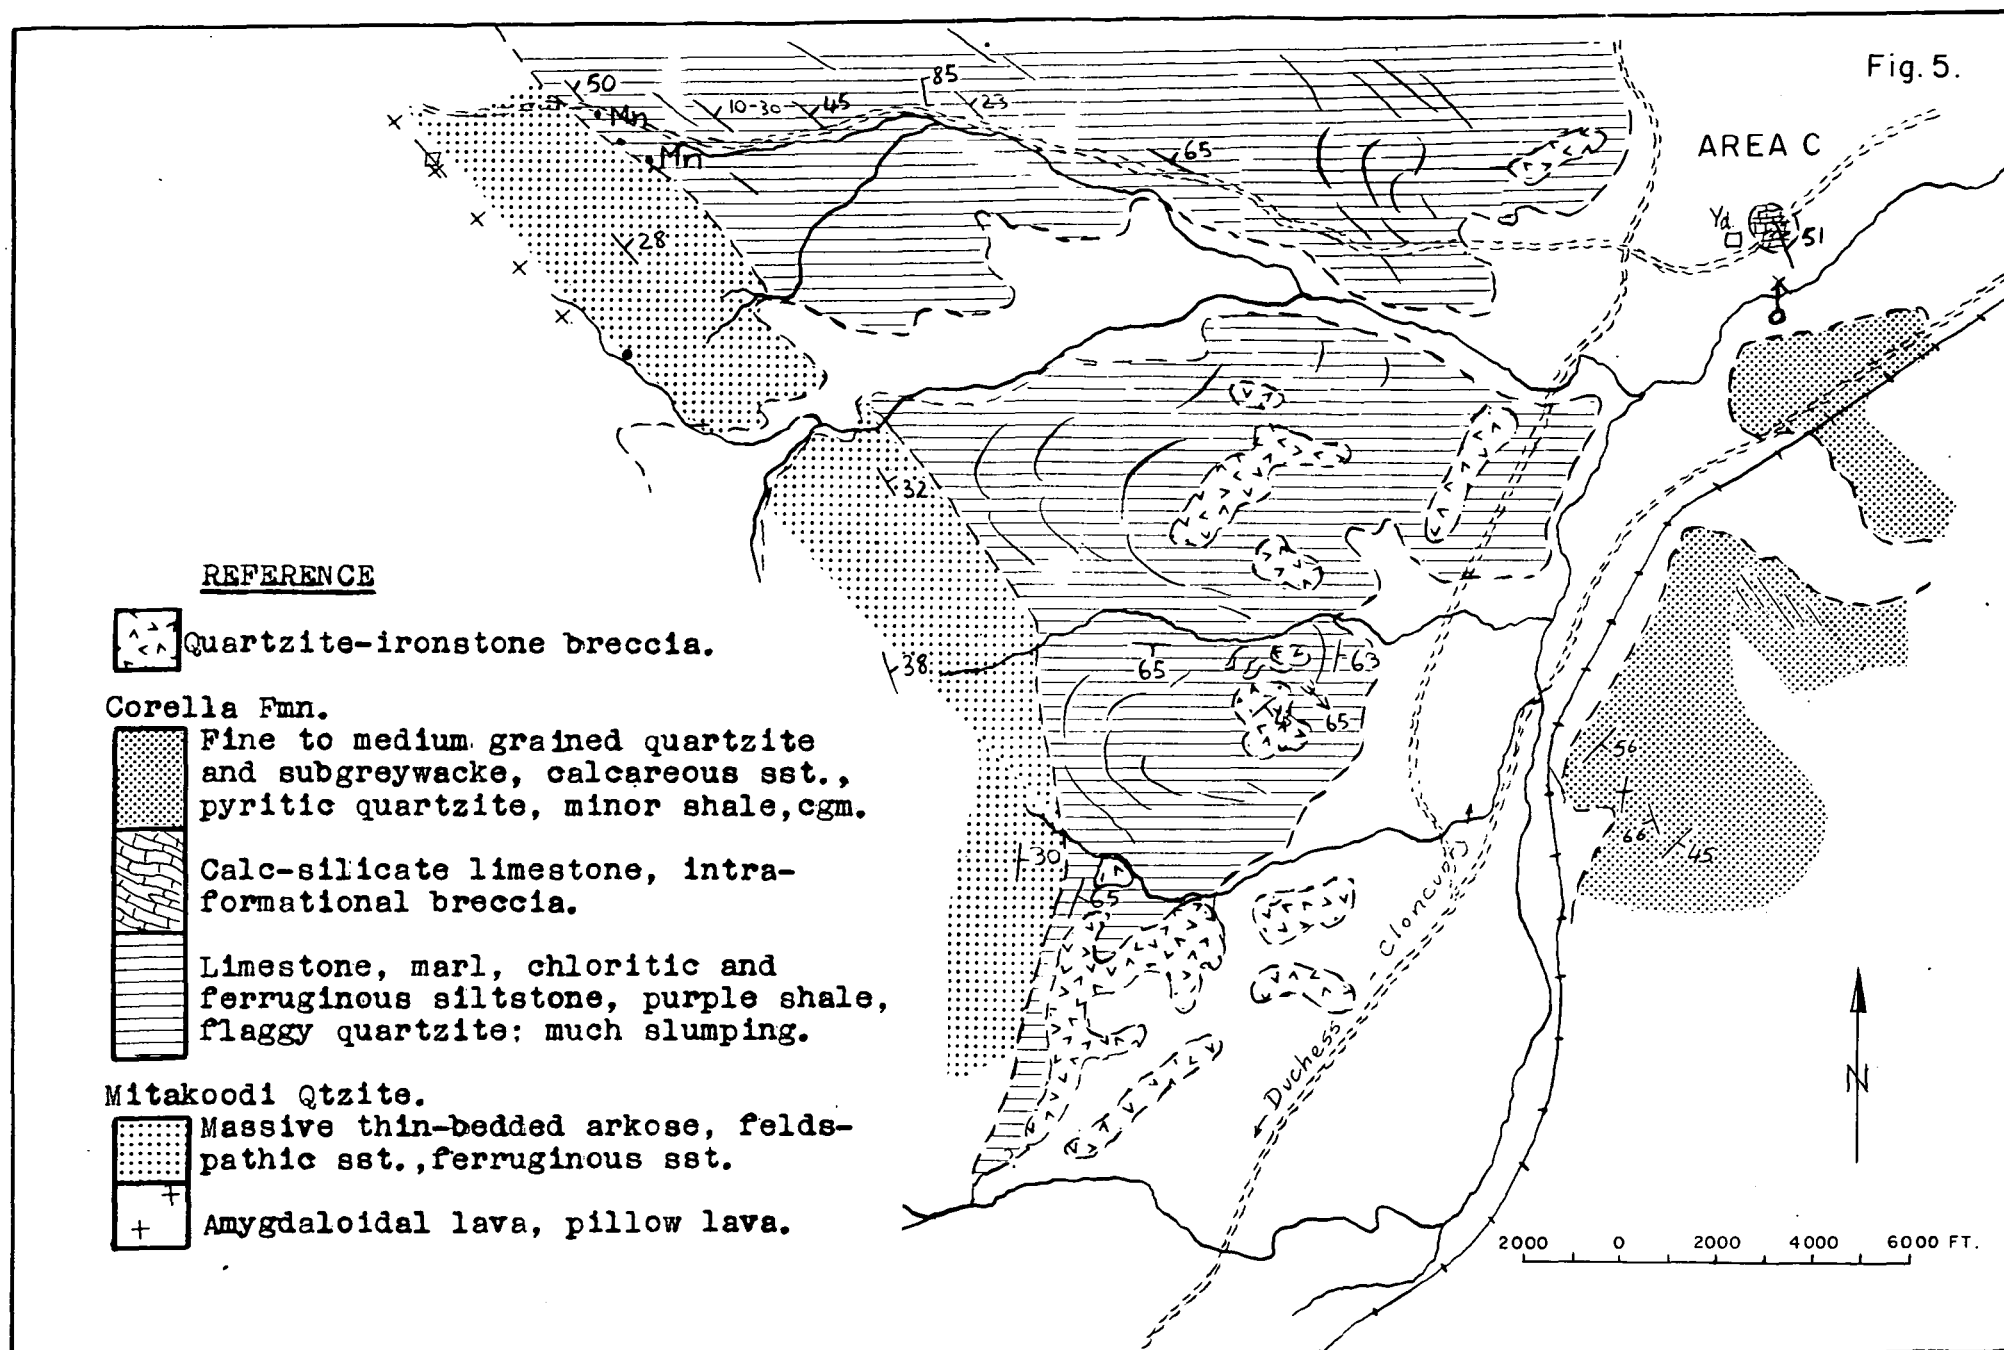 Fig. 5.
AREA C
50
Mn
10-30
45
85
23
Mn
65
Yd.
51
28
32
38
65
63
65
56
66
45
30
65
Cloncurry
Duchess
REFERENCE
Quartzite-ironstone breccia.
Corella Fmn.
Fine to medium grained quartzite
and subgreywacke, calcareous sst.,
pyritic quartzite, minor shale, cgm.
Calc-silicate limestone, intra-
formational breccia.
Limestone, marl, chloritic and
ferruginous siltstone, purple shale,
flaggy quartzite; much slumping.
Mitakoodi Qtzite.
Massive thin-bedded arkose, felds-
pathic sst., ferruginous sst.
Amygdaloidal lava, pillow lava.
N
2000 0 2000 4000 6000 FT.